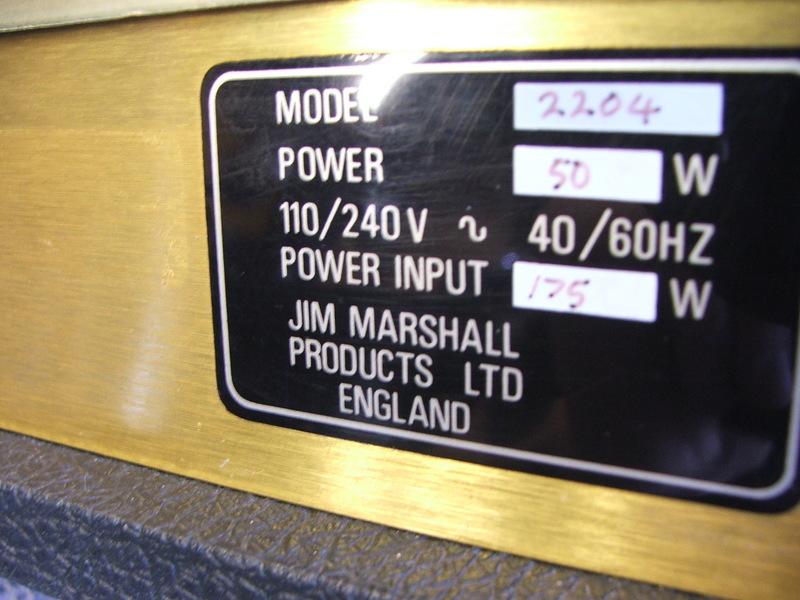 MODEL 2204
POWER 50 W
110/240V ∿ 40/60HZ
POWER INPUT 175 W
JIM MARSHALL
PRODUCTS LTD
ENGLAND